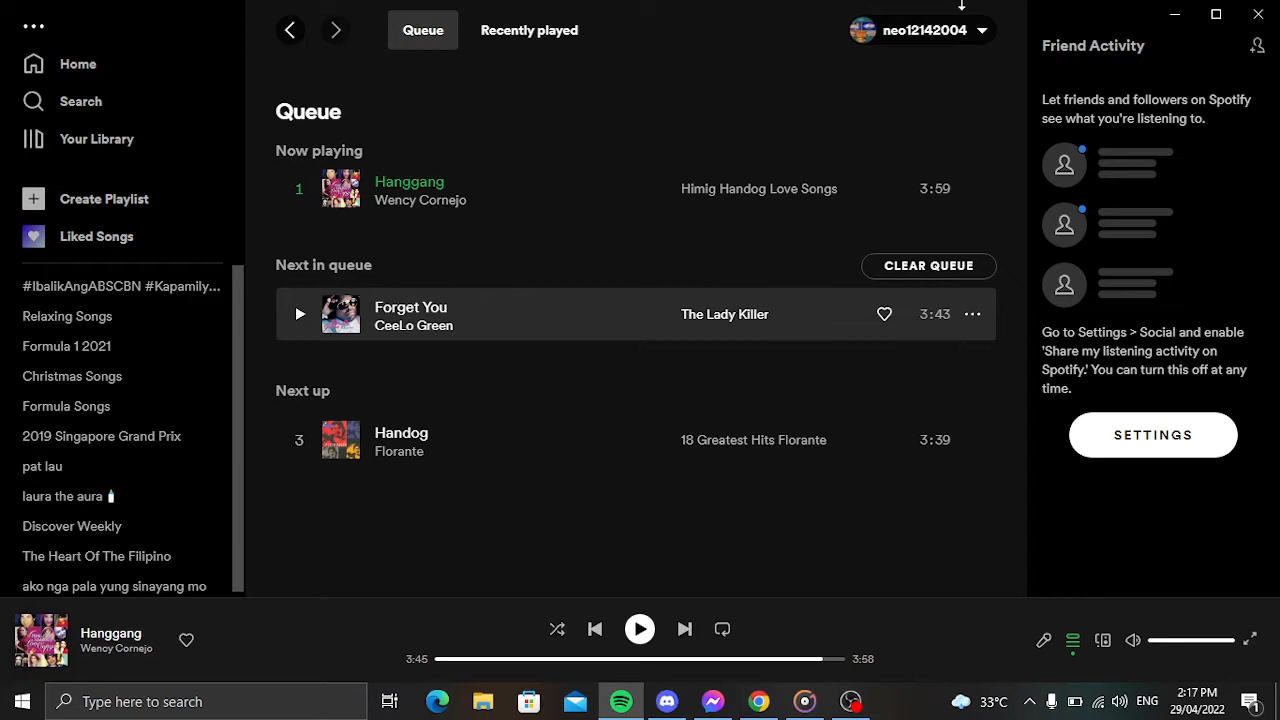 Home
Search
Your Library
Create Playlist
Liked Songs
#IbalikAngABSCBN #Kapamily...
Relaxing Songs
Formula 1 2021
Christmas Songs
Formula Songs
2019 Singapore Grand Prix
pat lau
laura the aura🍼
Discover Weekly
The Heart Of The Filipino
ako nga pala yung sinayang mo
Queue
Recently played
neo12142004
Queue
Now playing
1 Hanggang Himig Handog Love Songs 3:59
Wency Cornejo
Next in queue
CLEAR QUEUE
Forget You The Lady Killer 3:43
CeeLo Green
Next up
3 Handog 18 Greatest Hits Florante 3:39
Florante
Friend Activity
Let friends and followers on Spotify
see what you're listening to.
Go to Settings > Social and enable
'Share my listening activity on
Spotify.' You can turn this off at any
time.
SETTINGS
Hanggang
Wency Cornejo
3:45
3:58
Type here to search
33°C
ENG
2:17 PM
29/04/2022
1